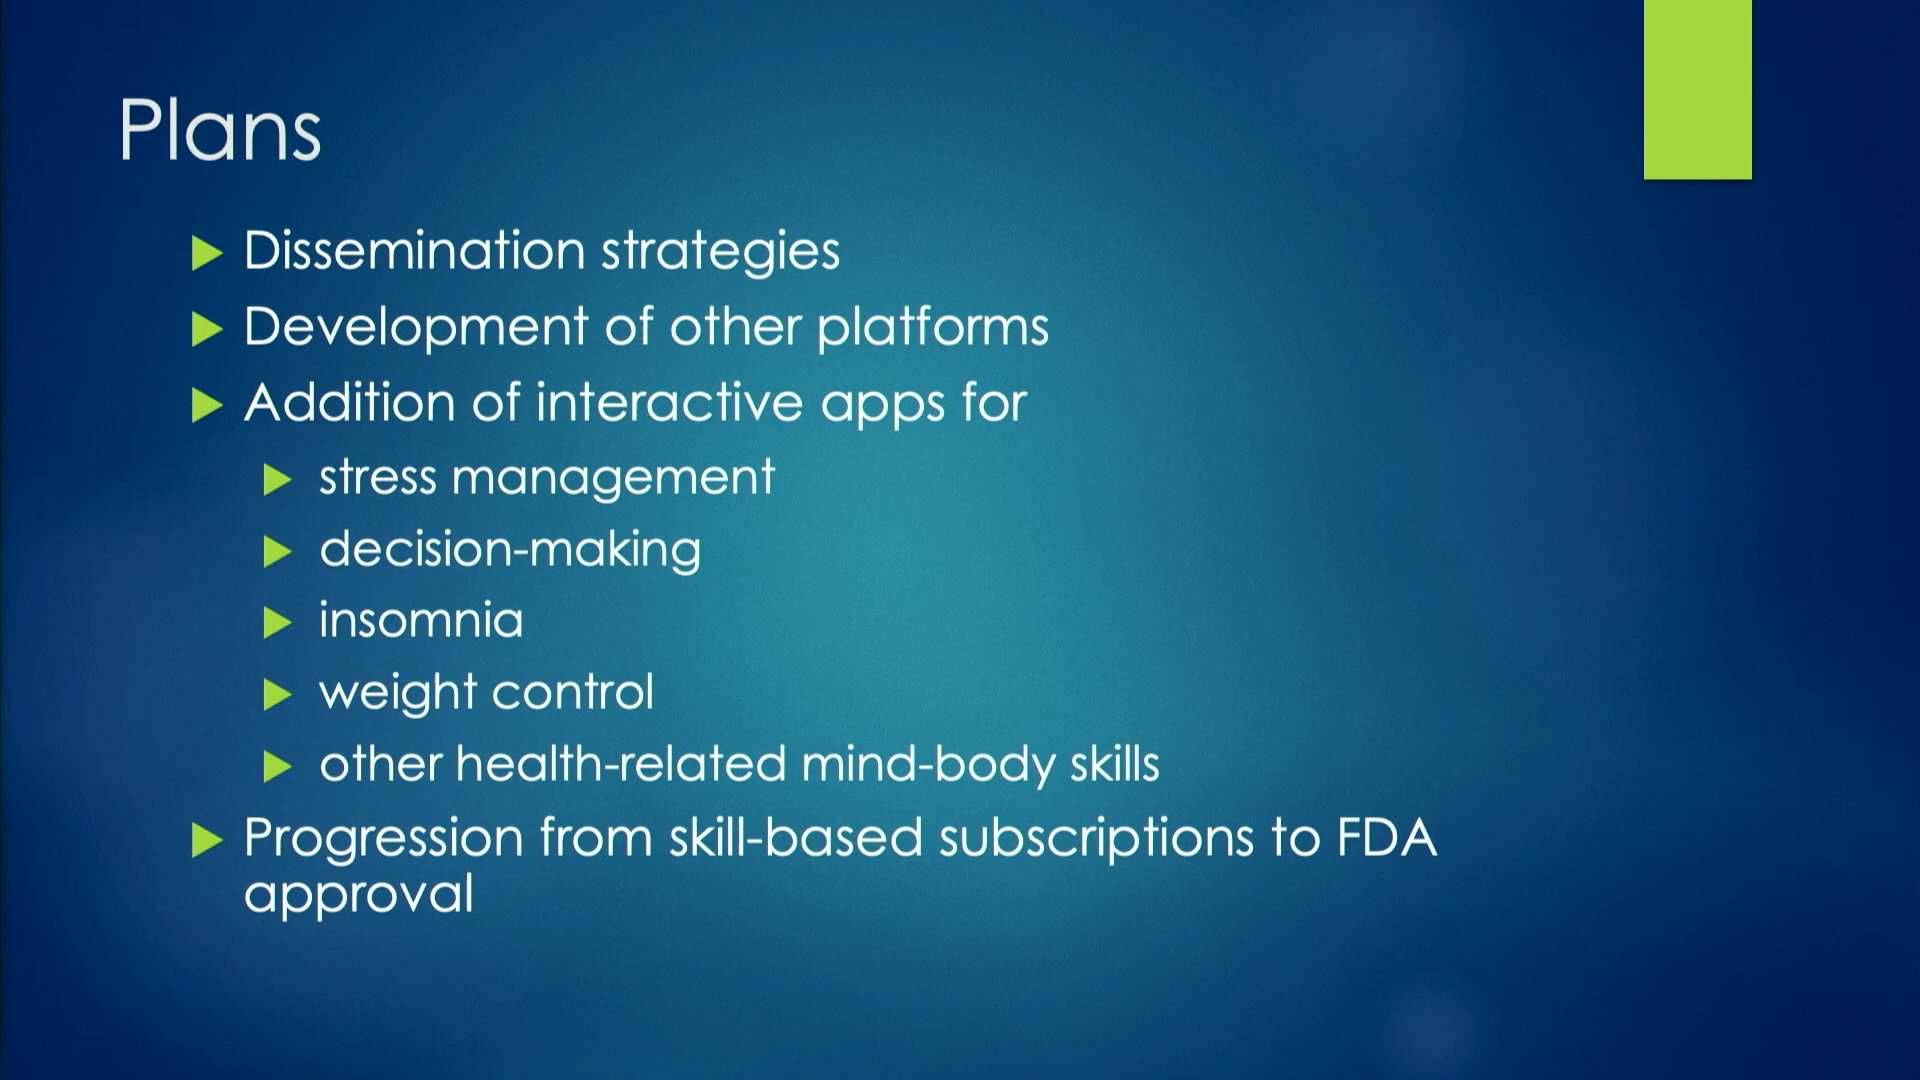 Plans
Dissemination strategies
Development of other platforms
Addition of interactive apps for
stress management
decision-making
insomnia
weight control
other health-related mind-body skills
Progression from skill-based subscriptions to FDA
approval